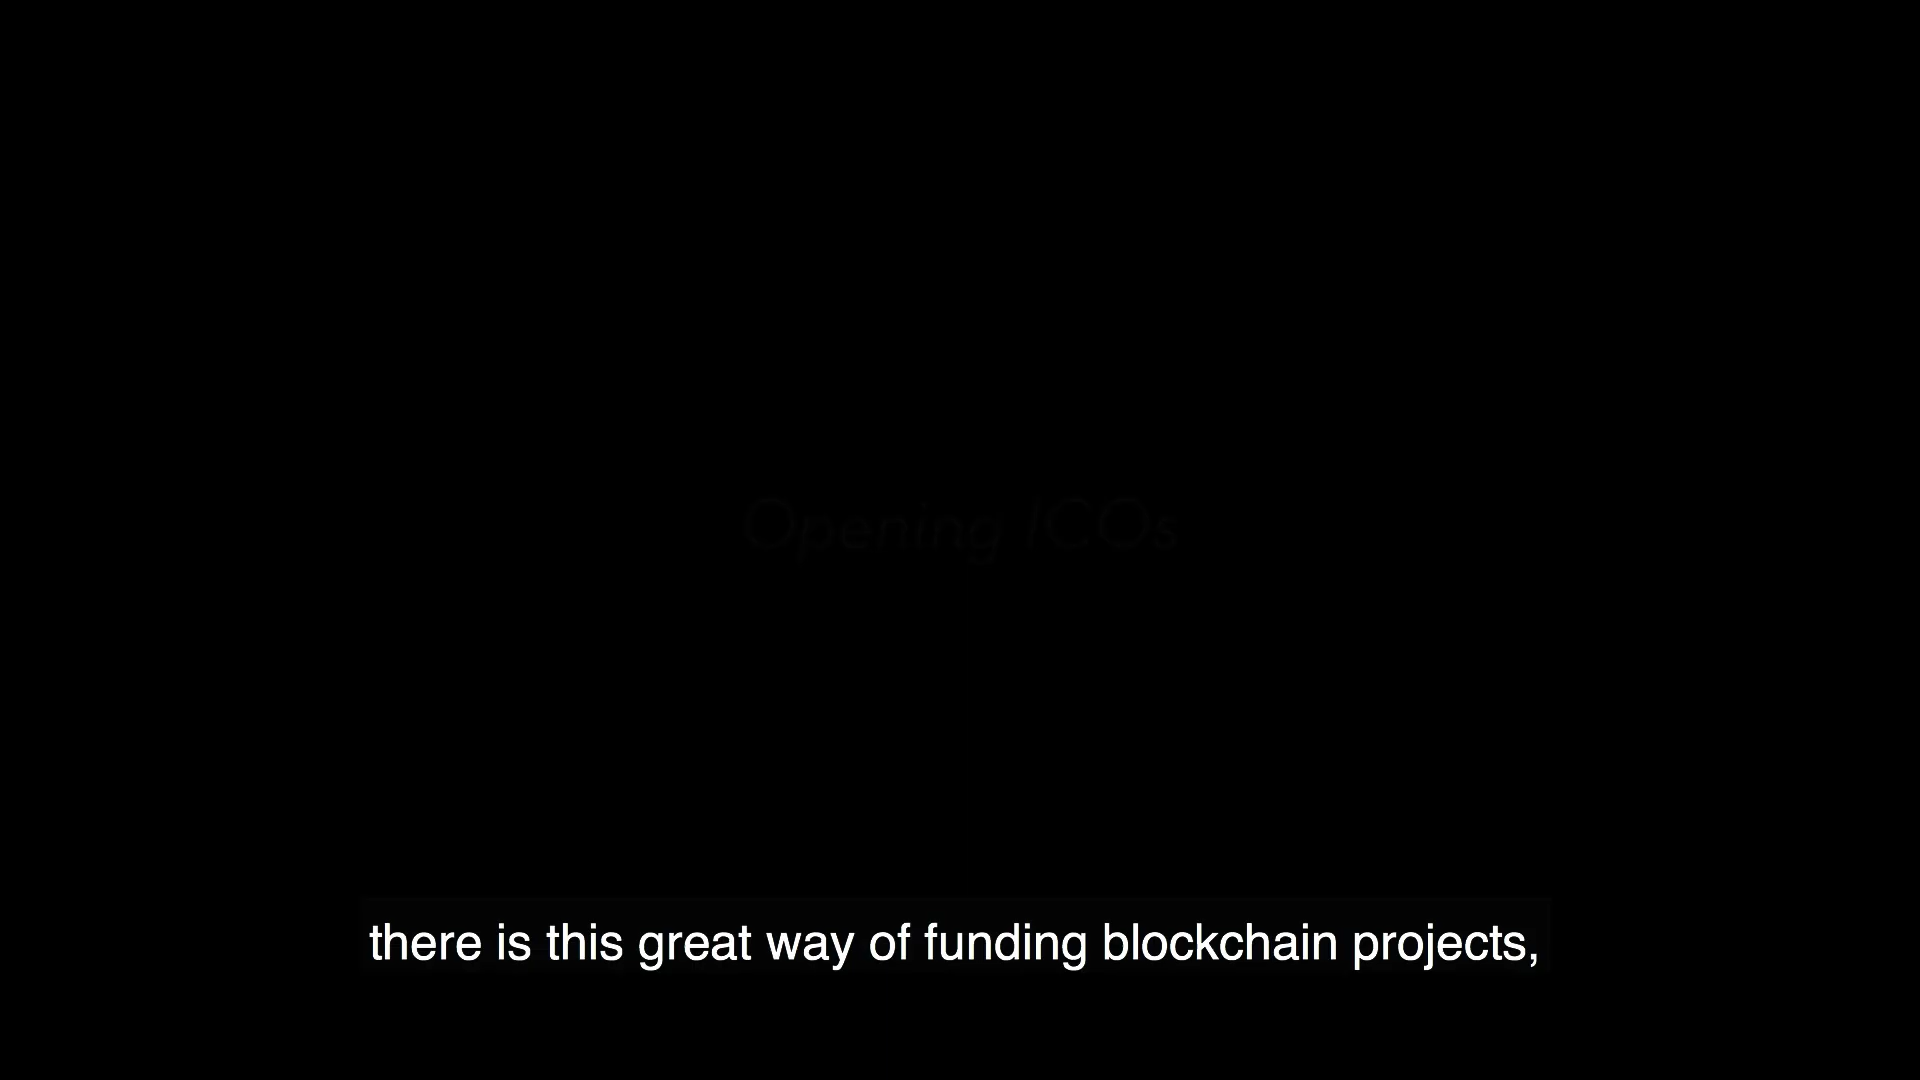 Opening ICOs
there is this great way of funding blockchain projects,